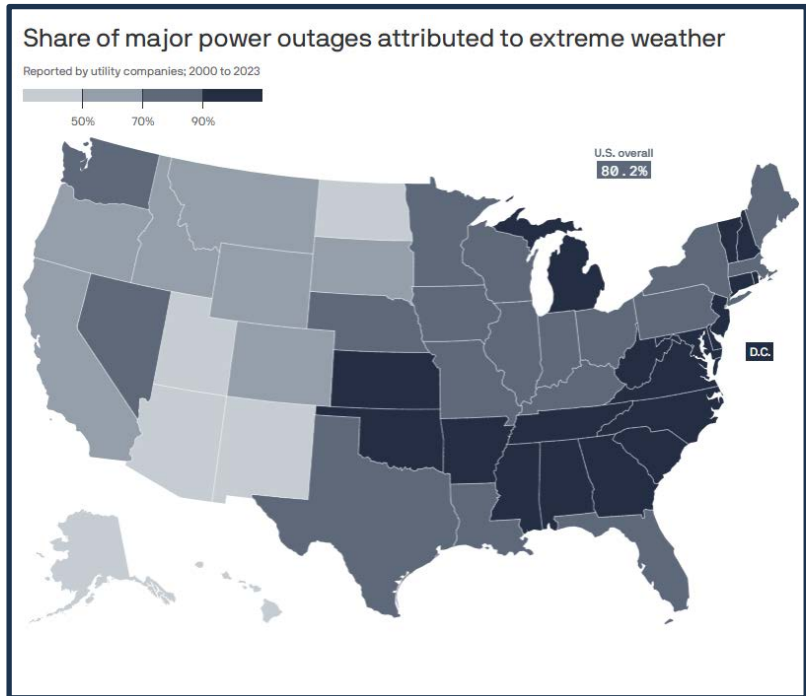 Share of major power outages attributed to extreme weather
Reported by utility companies; 2000 to 2023
50% 70% 90%
U.S. overall
80.2%
D.C.